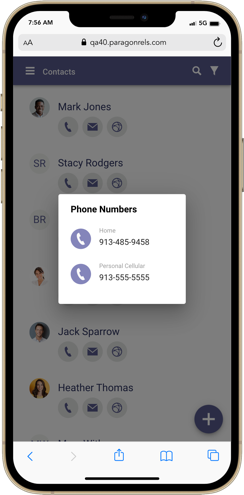 7:56 AM
5G
AA
qa40.paragonrels.com
Contacts
Mark Jones
SR
Stacy Rodgers
BR
Phone Numbers
Home
913-485-9458
Personal Cellular
913-555-5555
Jack Sparrow
Heather Thomas